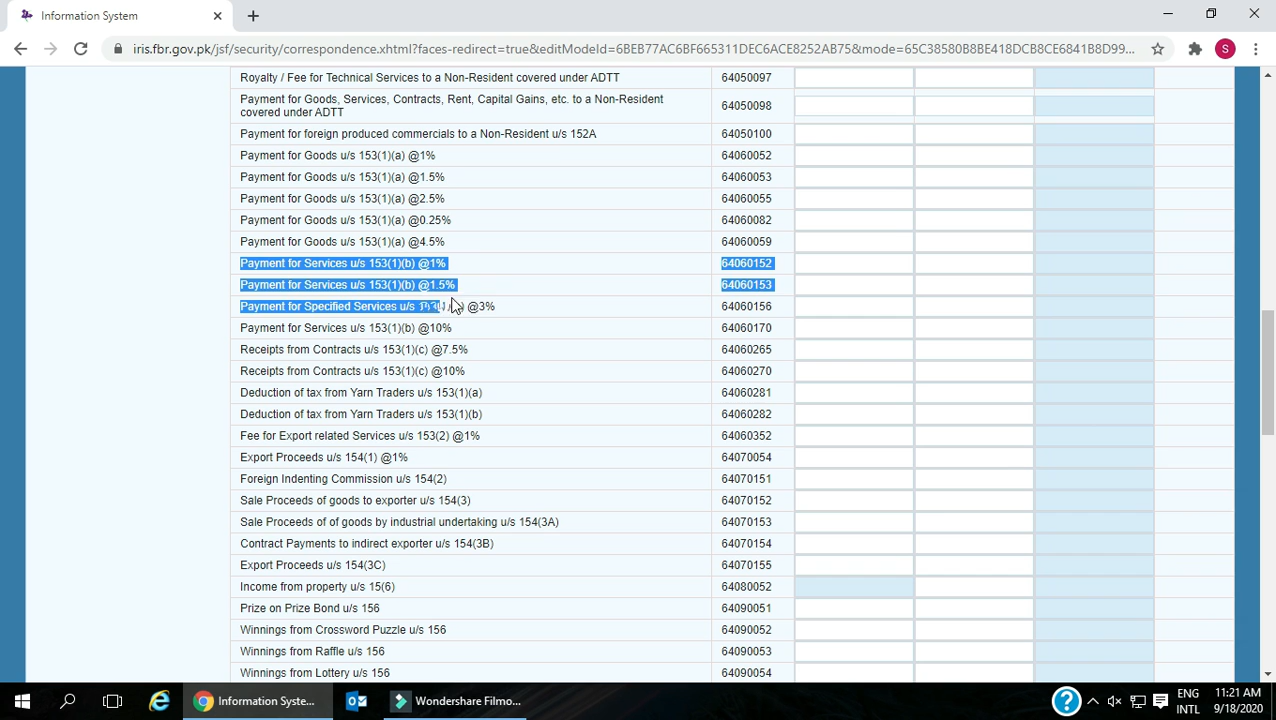 Information System
iris.fbr.gov.pk/jsf/security/correspondence.xhtml?faces-redirect=true&editModeId=6BEB77AC6BF665311DEC6ACE8252AB75&mode=65C38580B8BE418DCB8CE6841B8D99...
S
Royalty / Fee for Technical Services to a Non-Resident covered under ADTT 64050097
Payment for Goods, Services, Contracts, Rent, Capital Gains, etc. to a Non-Resident
covered under ADTT 64050098
Payment for foreign produced commercials to a Non-Resident u/s 152A 64050100
Payment for Goods u/s 153(1)(a) @1% 64060052
Payment for Goods u/s 153(1)(a) @1.5% 64060053
Payment for Goods u/s 153(1)(a) @2.5% 64060055
Payment for Goods u/s 153(1)(a) @0.25% 64060082
Payment for Goods u/s 153(1)(a) @4.5% 64060059
Payment for Services u/s 153(1)(b) @1% 64060152
Payment for Services u/s 153(1)(b) @1.5% 64060153
Payment for Specified Services u/s @3% 64060156
Payment for Services u/s 153(1)(b) @10% 64060170
Receipts from Contracts u/s 153(1)(c) @7.5% 64060265
Receipts from Contracts u/s 153(1)(c) @10% 64060270
Deduction of tax from Yarn Traders u/s 153(1)(a) 64060281
Deduction of tax from Yarn Traders u/s 153(1)(b) 64060282
Fee for Export related Services u/s 153(2) @1% 64060352
Export Proceeds u/s 154(1) @1% 64070054
Foreign Indenting Commission u/s 154(2) 64070151
Sale Proceeds of goods to exporter u/s 154(3) 64070152
Sale Proceeds of of goods by industrial undertaking u/s 154(3A) 64070153
Contract Payments to indirect exporter u/s 154(3B) 64070154
Export Proceeds u/s 154(3C) 64070155
Income from property u/s 15(6) 64080052
Prize on Prize Bond u/s 156 64090051
Winnings from Crossword Puzzle u/s 156 64090052
Winnings from Raffle u/s 156 64090053
Winnings from Lottery u/s 156 64090054
Information Syste...
Wondershare Filmo...
ENG
INTL
11:21 AM
9/18/2020